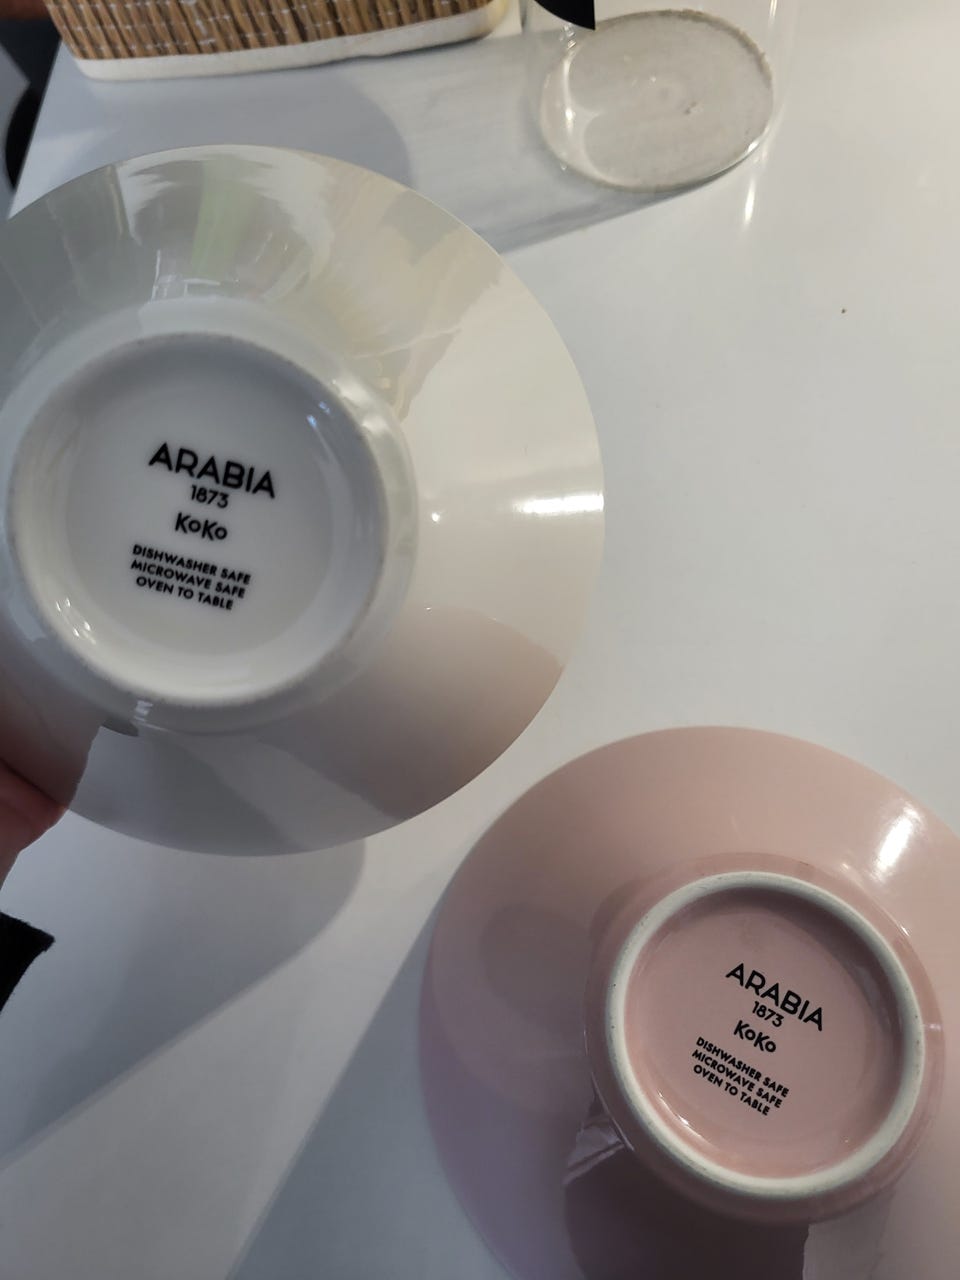 ARABIA
1873
KoKo
DISHWASHER SAFE
MICROWAVE SAFE
OVEN TO TABLE
ARABIA
1873
KoKo
DISHWASHER SAFE
MICROWAVE SAFE
OVEN TO TABLE